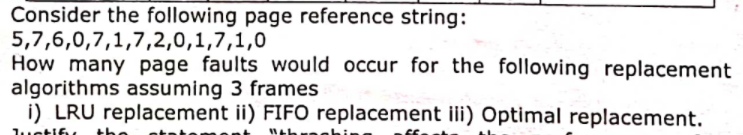 Consider the following page reference string:
5,7,6,0,7,1,7,2,0,1,7,1,0
How many page faults would occur for the following replacement
algorithms assuming 3 frames
i) LRU replacement ii) FIFO replacement iii) Optimal replacement.